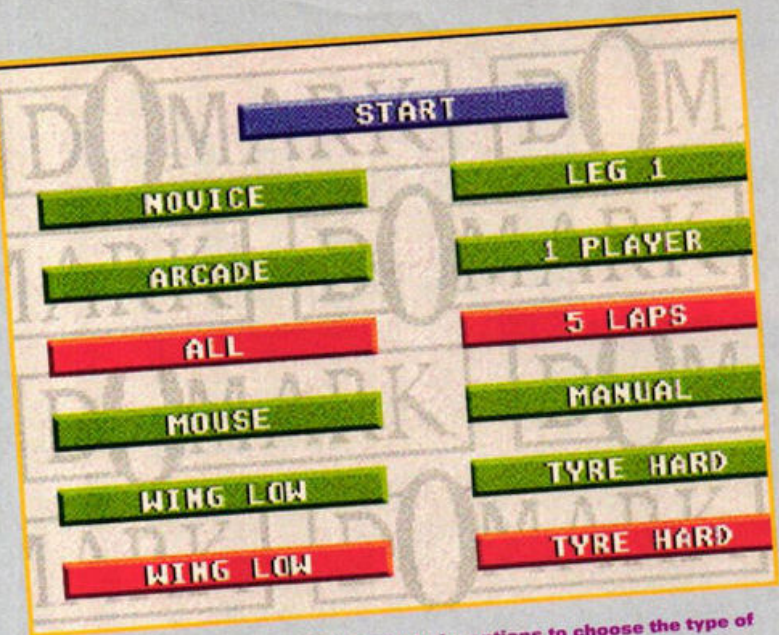 START
NOVICE
LEG 1
ARCADE
1 PLAYER
ALL
5 LAPS
MOUSE
MANUAL
WING LOW
TYRE HARD
WING LOW
TYRE HARD
DOMARK
to choose the type of